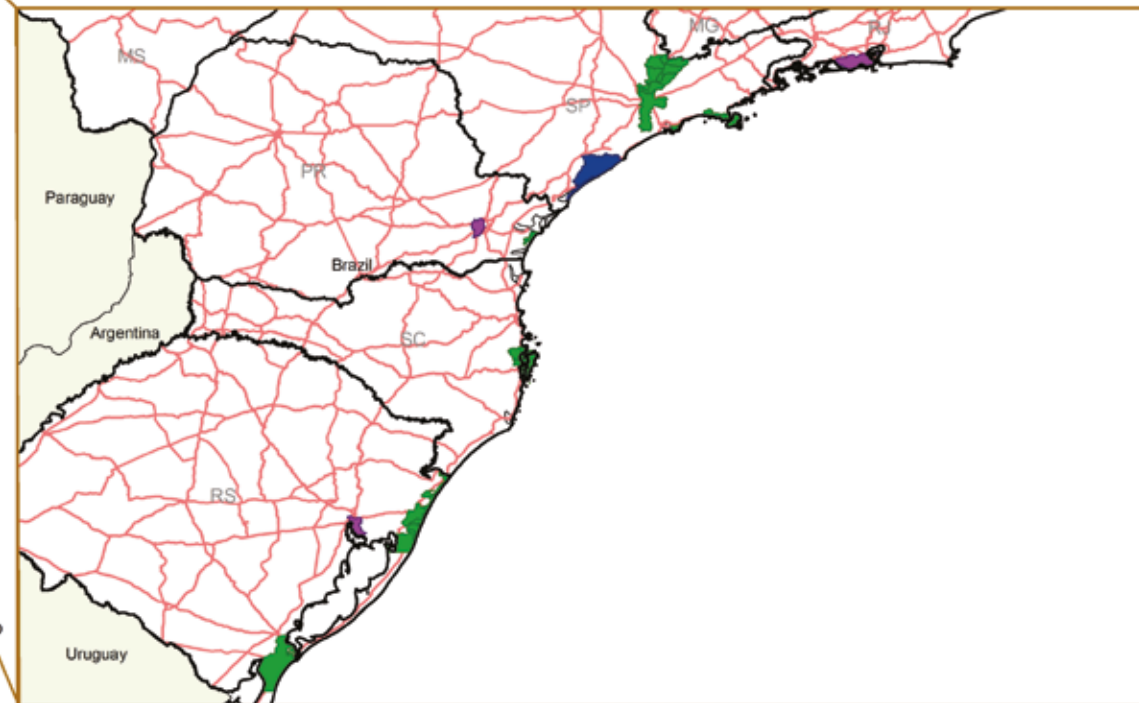 MG
RJ
MS
SP
PR
Paraguay
Brazil
Argentina
SC
RS
Uruguay